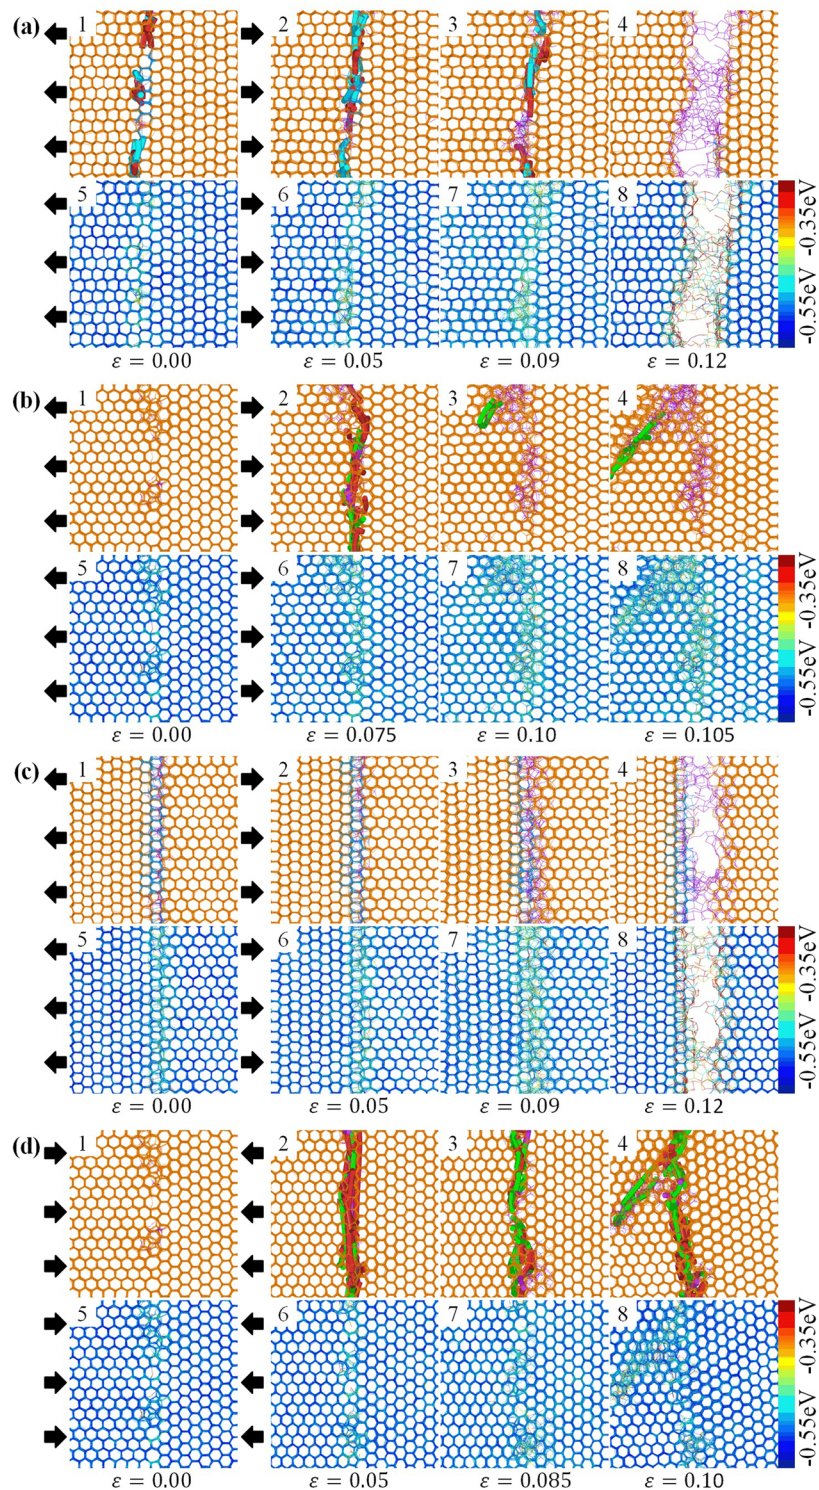 (a) 1 2 3 4
5 6 7 8
-0.35eV
-0.55eV
ε = 0.00 ε = 0.05 ε = 0.09 ε = 0.12
(b) 1 2 3 4
5 6 7 8
-0.35eV
-0.55eV
ε = 0.00 ε = 0.075 ε = 0.10 ε = 0.105
(c) 1 2 3 4
5 6 7 8
-0.35eV
-0.55eV
ε = 0.00 ε = 0.05 ε = 0.09 ε = 0.12
(d) 1 2 3 4
5 6 7 8
-0.35eV
-0.55eV
ε = 0.00 ε = 0.05 ε = 0.085 ε = 0.10